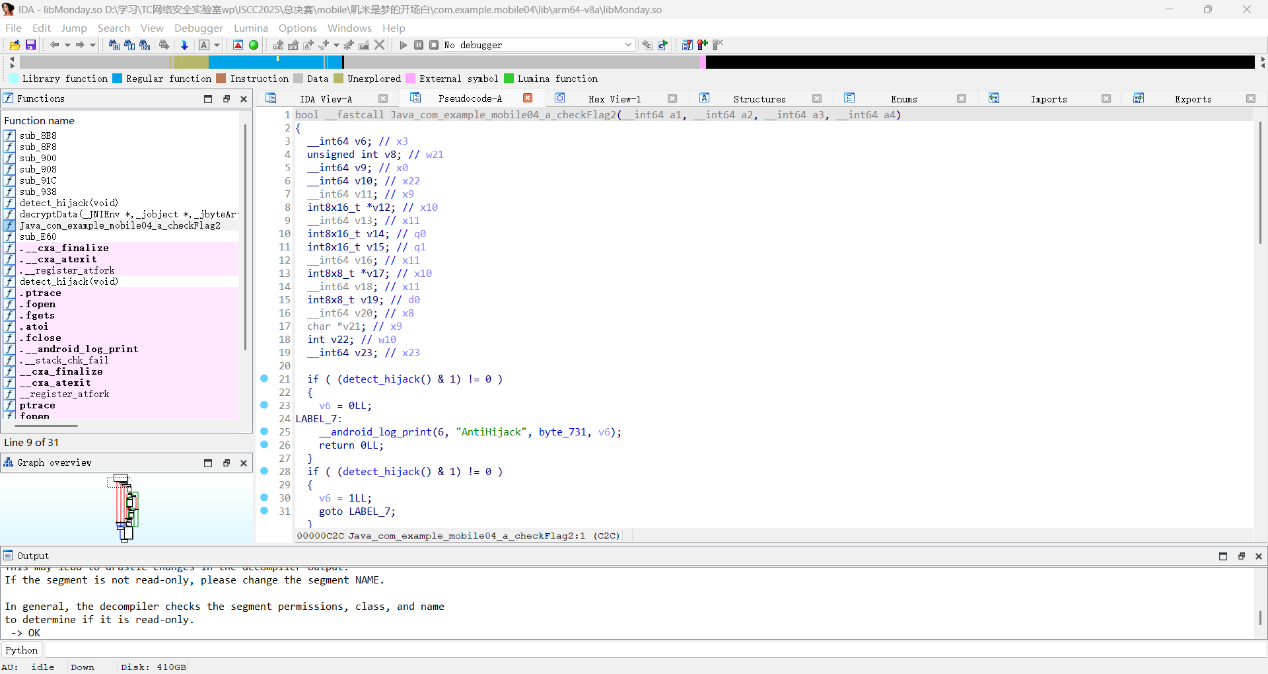 IDA - libMonday.so D:\学习\TC网络安全实验室wp\ISCC2025\总决赛\mobile\叽米是梦的开场白\com.example.mobile04\lib\arm64-v8a\libMonday.so
File Edit Jump Search View Debugger Lumina Options Windows Help
No debugger
Library function Regular function Instruction Data Unexplored External symbol Lumina function
Functions
IDA View-A Pseudocode-A Hex View-1 Structures Enums Imports Exports
Function name
sub_8E8
sub_8F8
sub_900
sub_908
sub_91C
sub_938
detect_hijack(void)
decryptData(_JNIEnv *,_jobject *,_jbyteAr
Java_com_example_mobile04_a_checkFlag2
sub_E60
.__cxa_finalize
.__cxa_atexit
.__register_atfork
detect_hijack(void)
.ptrace
.fopen
.fgets
.atoi
.fclose
.__android_log_print
.__stack_chk_fail
__cxa_finalize
__cxa_atexit
__register_atfork
ptrace
fopen
Line 9 of 31
Graph overview
1 bool __fastcall Java_com_example_mobile04_a_checkFlag2(__int64 a1, __int64 a2, __int64 a3, __int64 a4)
2 {
3 __int64 v6; // x3
4 unsigned int v8; // w21
5 __int64 v9; // x0
6 __int64 v10; // x22
7 __int64 v11; // x9
8 int8x16_t *v12; // x10
9 __int64 v13; // x11
10 int8x16_t v14; // q0
11 int8x16_t v15; // q1
12 __int64 v16; // x11
13 int8x8_t *v17; // x10
14 __int64 v18; // x11
15 int8x8_t v19; // d0
16 __int64 v20; // x8
17 char *v21; // x9
18 int v22; // w10
19 __int64 v23; // x23
20
21 if ( (detect_hijack() & 1) != 0 )
22 {
23 v6 = 0LL;
24 LABEL_7:
25 __android_log_print(6, "AntiHijack", byte_731, v6);
26 return 0LL;
27 }
28 if ( (detect_hijack() & 1) != 0 )
29 {
30 v6 = 1LL;
31 goto LABEL_7;
}
00000C2C Java_com_example_mobile04_a_checkFlag2:1 (C2C)
Output
This may lead to drastic changes in the decompiler output.
If the segment is not read-only, please change the segment NAME.
In general, the decompiler checks the segment permissions, class, and name
to determine if it is read-only.
-> OK
Python
AU: idle Down Disk: 410GB